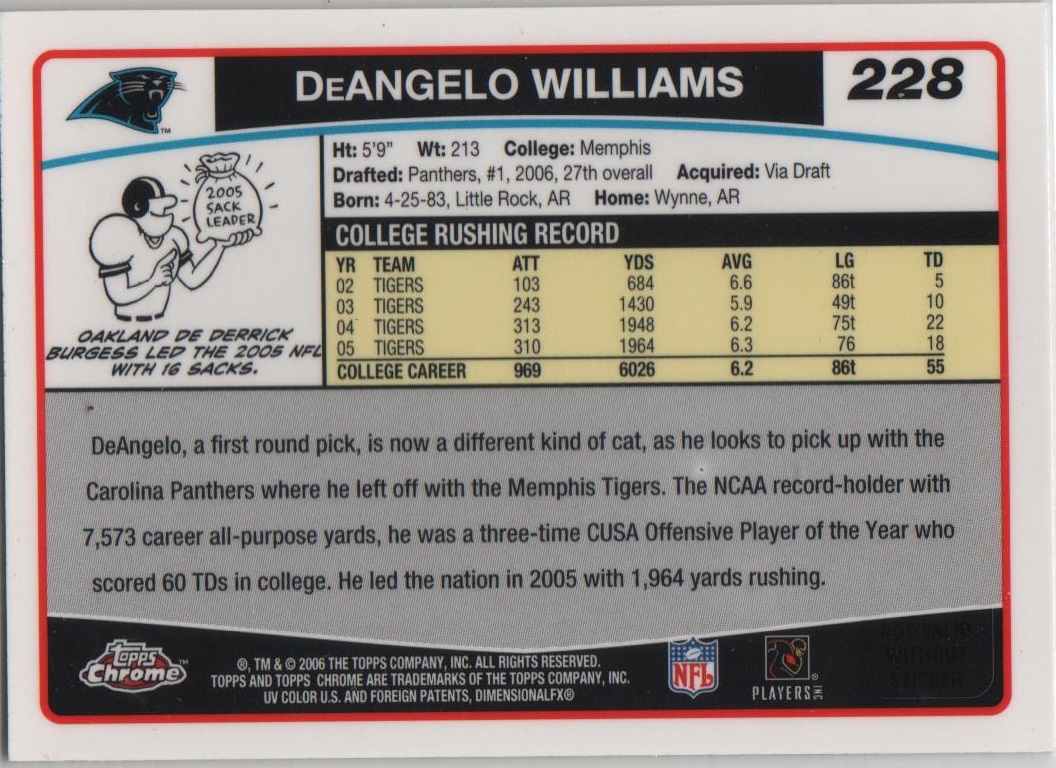 DeANGELO WILLIAMS
228
TM
Ht: 5'9" Wt: 213 College: Memphis
Drafted: Panthers, #1, 2006, 27th overall Acquired: Via Draft
Born: 4-25-83, Little Rock, AR Home: Wynne, AR
2005
SACK
LEADER
OAKLAND DE DERRICK
BURGESS LED THE 2005 NFL
WITH 16 SACKS.
COLLEGE RUSHING RECORD
YR TEAM ATT YDS AVG LG TD
02 TIGERS 103 684 6.6 86t 5
03 TIGERS 243 1430 5.9 49t 10
04 TIGERS 313 1948 6.2 75t 22
05 TIGERS 310 1964 6.3 76 18
COLLEGE CAREER 969 6026 6.2 86t 55
DeAngelo, a first round pick, is now a different kind of cat, as he looks to pick up with the
Carolina Panthers where he left off with the Memphis Tigers. The NCAA record-holder with
7,573 career all-purpose yards, he was a three-time CUSA Offensive Player of the Year who
scored 60 TDs in college. He led the nation in 2005 with 1,964 yards rushing.
Topps
Chrome™
®, TM & © 2006 THE TOPPS COMPANY, INC. ALL RIGHTS RESERVED.
TOPPS AND TOPPS CHROME ARE TRADEMARKS OF THE TOPPS COMPANY, INC.
UV COLOR U.S. AND FOREIGN PATENTS, DIMENSIONALFX®
NFL
PLAYERS INC
®
NOT VALID
WITHOUT
STICKER